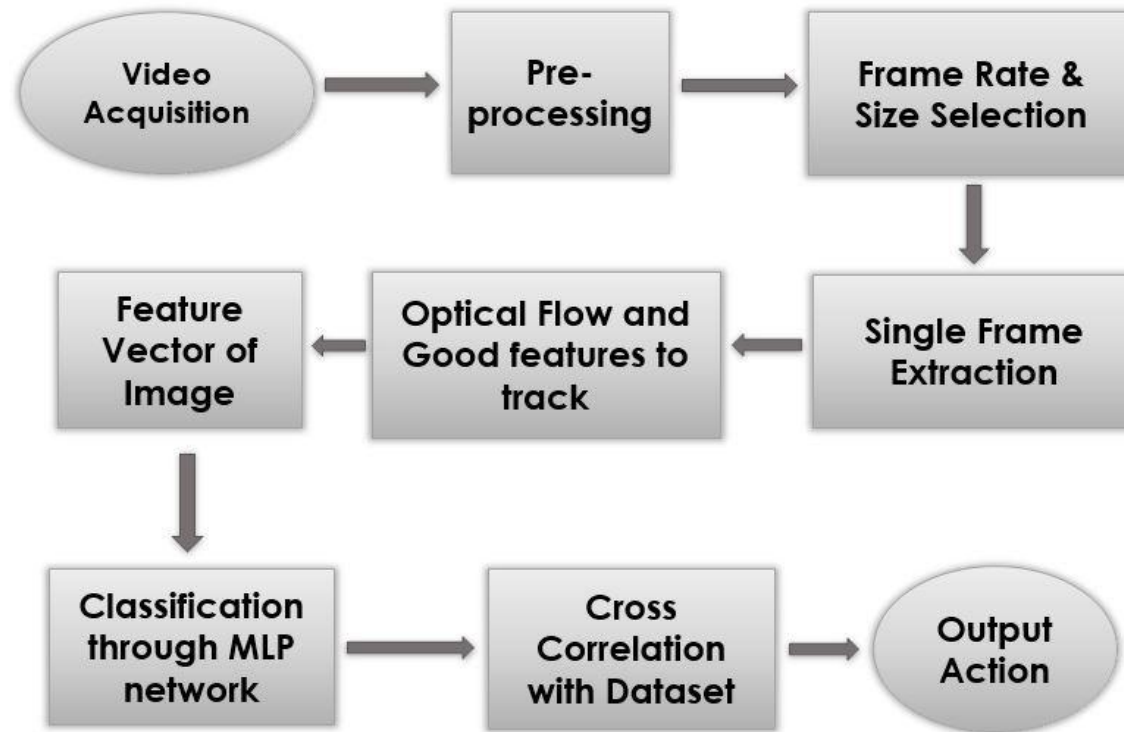 Video
Acquisition
Pre-
processing
Frame Rate &
Size Selection
Single Frame
Extraction
Optical Flow and
Good features to
track
Feature
Vector of
Image
Classification
through MLP
network
Cross
Correlation
with Dataset
Output
Action